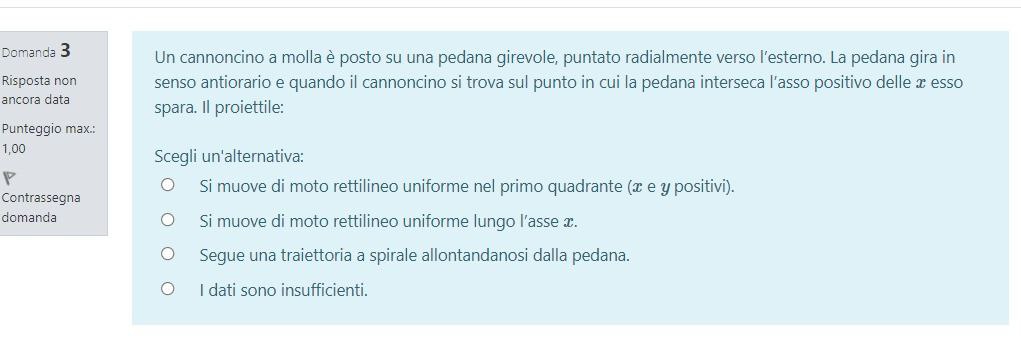 Domanda 3
Risposta non
ancora data
Punteggio max.:
1,00
Contrassegna
domanda
Un cannoncino a molla è posto su una pedana girevole, puntato radialmente verso l'esterno. La pedana gira in
senso antiorario e quando il cannoncino si trova sul punto in cui la pedana interseca l'asso positivo delle x esso
spara. Il proiettile:
Scegli un'alternativa:
Si muove di moto rettilineo uniforme nel primo quadrante (x e y positivi).
Si muove di moto rettilineo uniforme lungo l'asse x.
Segue una traiettoria a spirale allontandanosi dalla pedana.
I dati sono insufficienti.